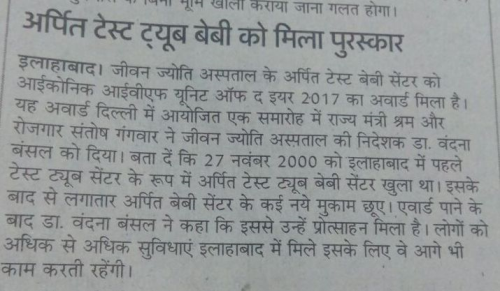 के बिना भूमि खाली कराया जाना गलत होगा।
अर्पित टेस्ट ट्यूब बेबी को मिला पुरस्कार
इलाहाबाद। जीवन ज्योति अस्पताल के अर्पित टेस्ट बेबी सेंटर को
आईकोनिक आईवीएफ यूनिट ऑफ द इयर 2017 का अवार्ड मिला है।
यह अवार्ड दिल्ली में आयोजित एक समारोह में राज्य मंत्री श्रम और
रोजगार संतोष गंगवार ने जीवन ज्योति अस्पताल की निदेशक डा. वंदना
बंसल को दिया। बता दें कि 27 नवंबर 2000 को इलाहाबाद में पहले
टेस्ट ट्यूब सेंटर के रूप में अर्पित टेस्ट ट्यूब बेबी सेंटर खुला था। इसके
बाद से लगातार अर्पित बेबी सेंटर के कई नये मुकाम छूए। एवार्ड पाने के
बाद डा. वंदना बंसल ने कहा कि इससे उन्हें प्रोत्साहन मिला है। लोगों को
अधिक से अधिक सुविधाएं इलाहाबाद में मिले इसके लिए वे आगे भी
काम करती रहेंगी।